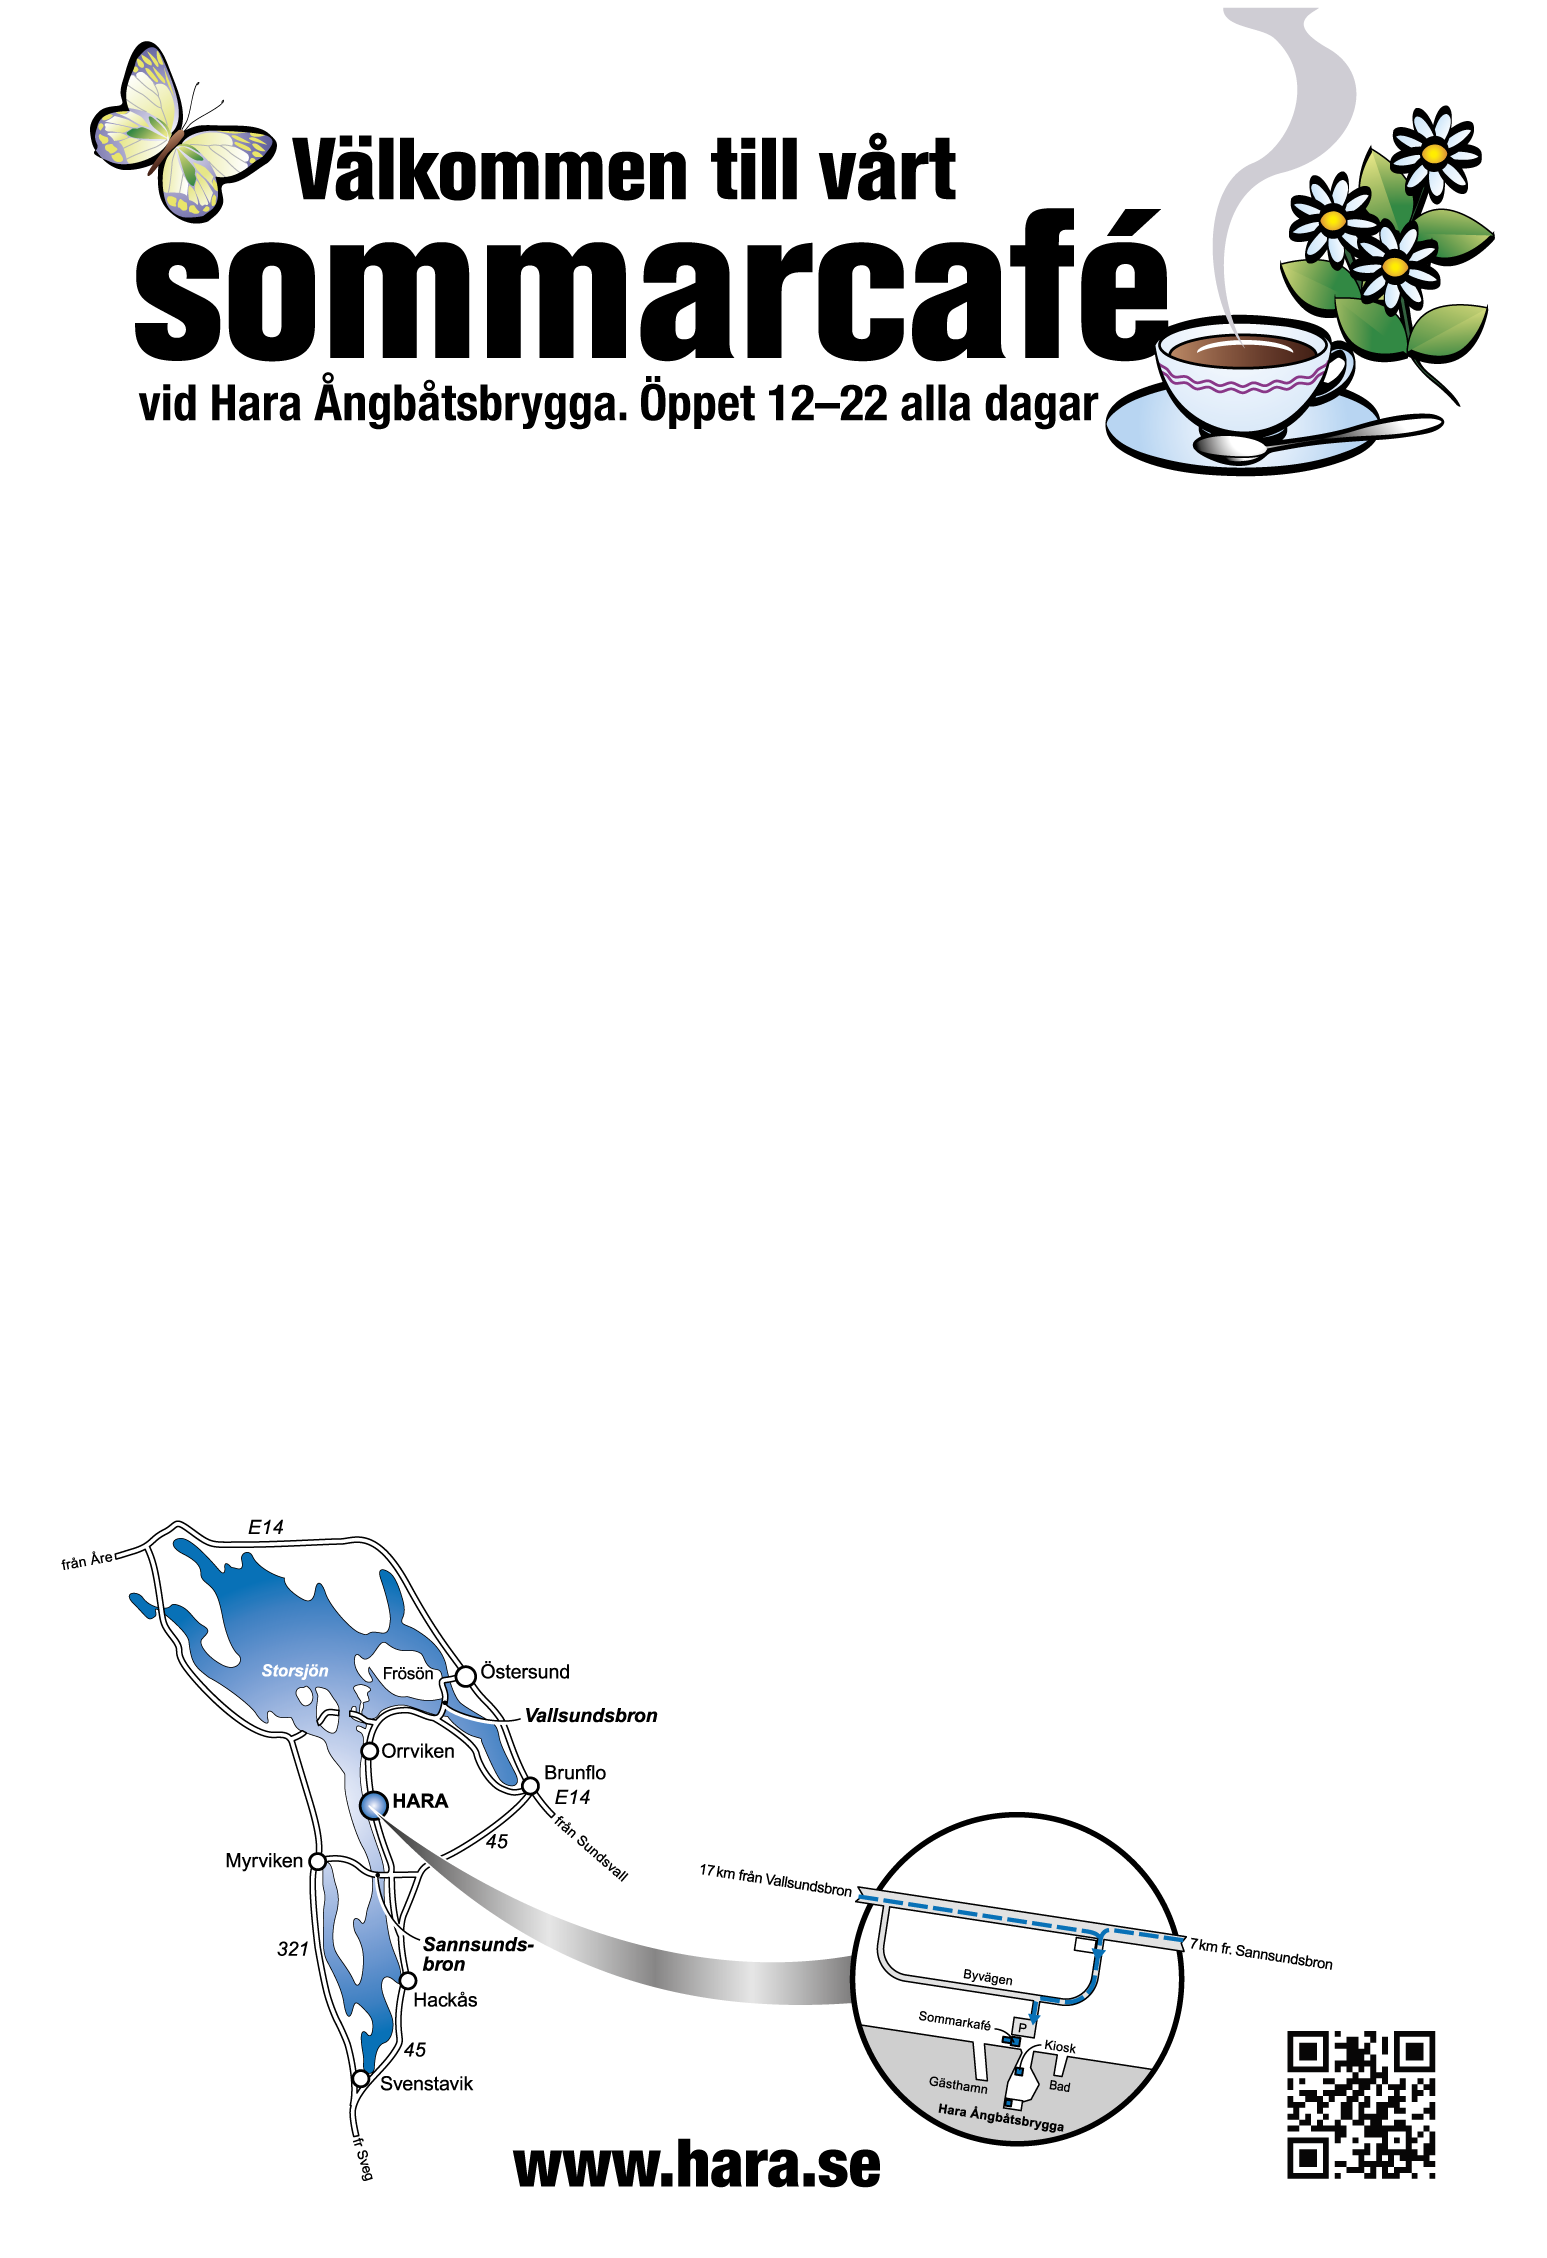 Välkommen till vårt
sommarcafé
vid Hara Ångbåtsbrygga. Öppet 12–22 alla dagar
E14
från Åre
Storsjön
Frösön
Östersund
Vallsundsbron
Orrviken
Brunflo
E14
HARA
från Sundsvall
45
Myrviken
321
Sannsunds-
bron
Hackås
45
Svenstavik
fr Sveg
17 km från Vallsundsbron
7 km fr. Sannsundsbron
Byvägen
Sommarkafé
P
Kiosk
Gästhamn
Bad
Hara Ångbåtsbrygga
www.hara.se